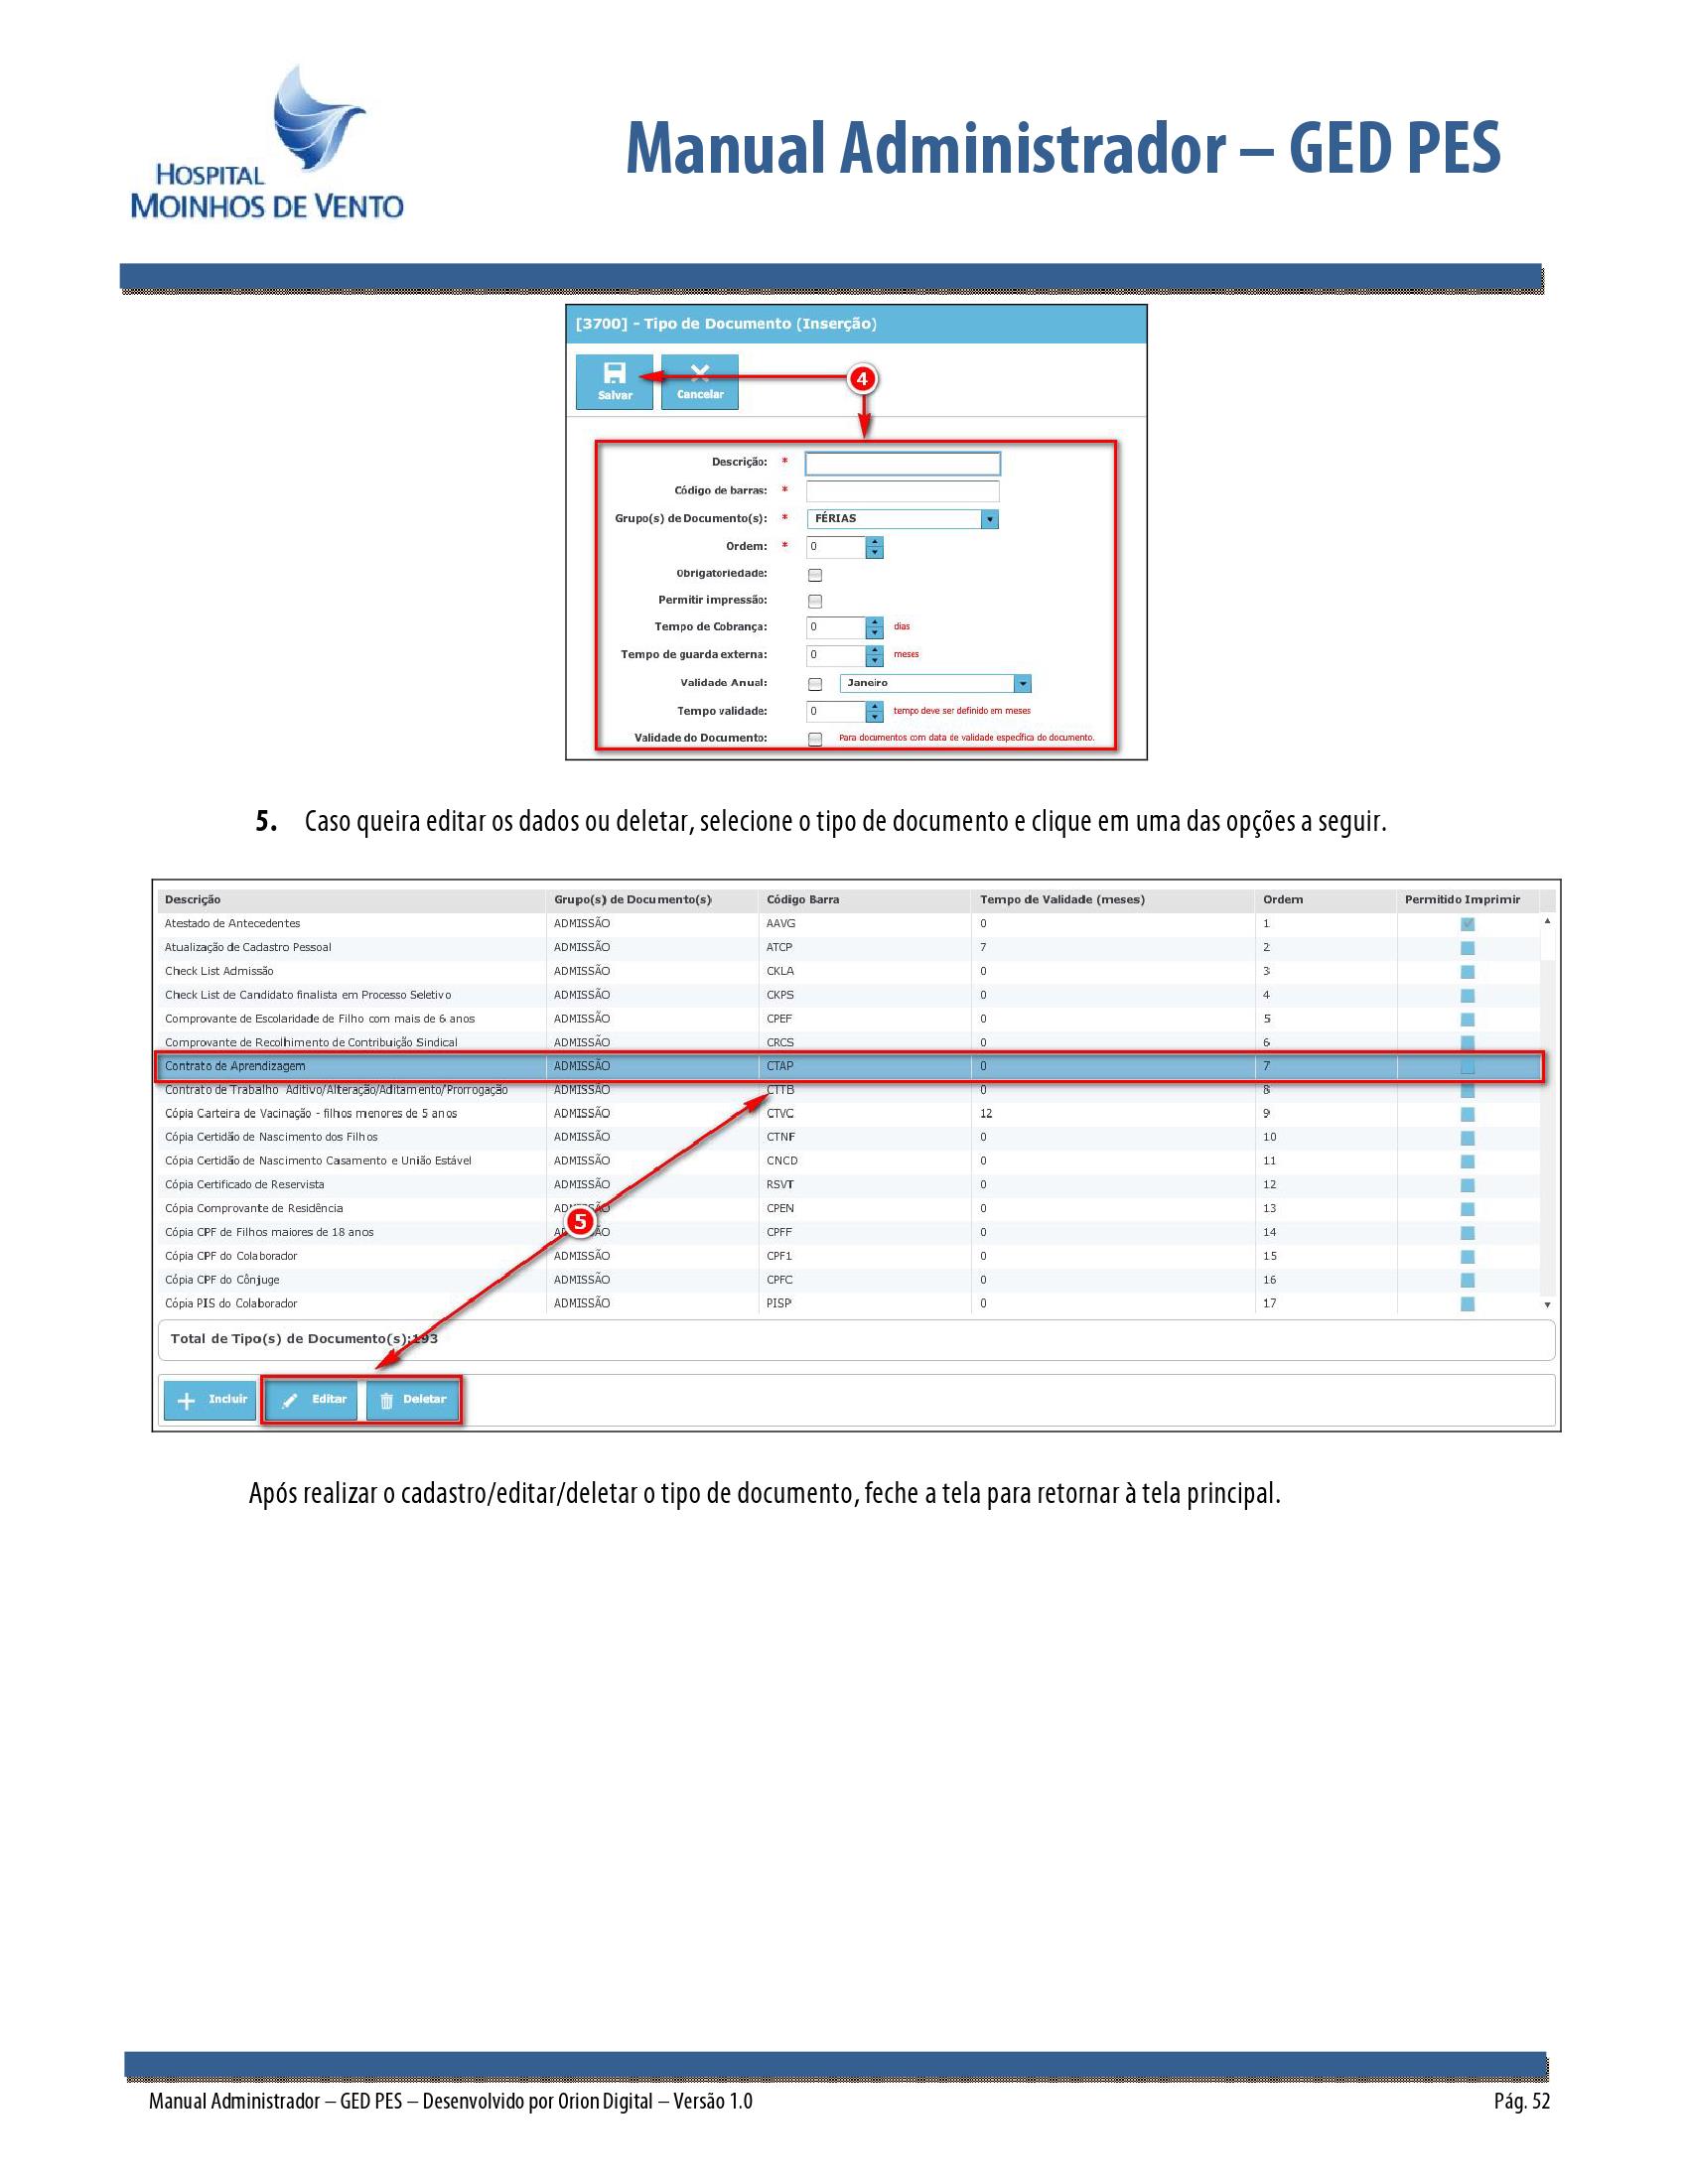 HOSPITAL
MOINHOS DE VENTO
Manual Administrador – GED PES
[3700] - Tipo de Documento (Inserção)
Salvar Cancelar
4
Descrição: *
Código de barras: *
Grupo(s) de Documento(s): * FÉRIAS
Ordem: * 0
Obrigatoriedade:
Permitir impressão:
Tempo de Cobrança: 0 dias
Tempo de guarda externa: 0 meses
Validade Anual: Janeiro
Tempo validade: 0 tempo deve ser definido em meses
Validade do Documento: Para documentos com data de validade específica do documento.
5. Caso queira editar os dados ou deletar, selecione o tipo de documento e clique em uma das opções a seguir.
Descrição Grupo(s) de Documento(s) Código Barra Tempo de Validade (meses) Ordem Permitido Imprimir
Atestado de Antecedentes ADMISSÃO AAVG 0 1
Atualização de Cadastro Pessoal ADMISSÃO ATCP 7 2
Check List Admissão ADMISSÃO CKLA 0 3
Check List de Candidato finalista em Processo Seletivo ADMISSÃO CKPS 0 4
Comprovante de Escolaridade de Filho com mais de 6 anos ADMISSÃO CPEF 0 5
Comprovante de Recolhimento de Contribuição Sindical ADMISSÃO CRCS 0 6
Contrato de Aprendizagem ADMISSÃO CTAP 0 7
Contrato de Trabalho Aditivo/Alteração/Aditamento/Prorrogação ADMISSÃO CTTB 0 8
Cópia Carteira de Vacinação - filhos menores de 5 anos ADMISSÃO CTVC 12 9
Cópia Certidão de Nascimento dos Filhos ADMISSÃO CTNF 0 10
Cópia Certidão de Nascimento Casamento e União Estável ADMISSÃO CNCD 0 11
Cópia Certificado de Reservista ADMISSÃO RSVT 0 12
Cópia Comprovante de Residência ADMISSÃO CPEN 0 13
Cópia CPF de Filhos maiores de 18 anos ADMISSÃO CPFF 0 14
5
Cópia CPF do Colaborador ADMISSÃO CPF1 0 15
Cópia CPF do Cônjuge ADMISSÃO CPFC 0 16
Cópia PIS do Colaborador ADMISSÃO PISP 0 17
Total de Tipo(s) de Documento(s):193
Incluir Editar Deletar
Após realizar o cadastro/editar/deletar o tipo de documento, feche a tela para retornar à tela principal.
Manual Administrador – GED PES – Desenvolvido por Orion Digital – Versão 1.0 Pág. 52